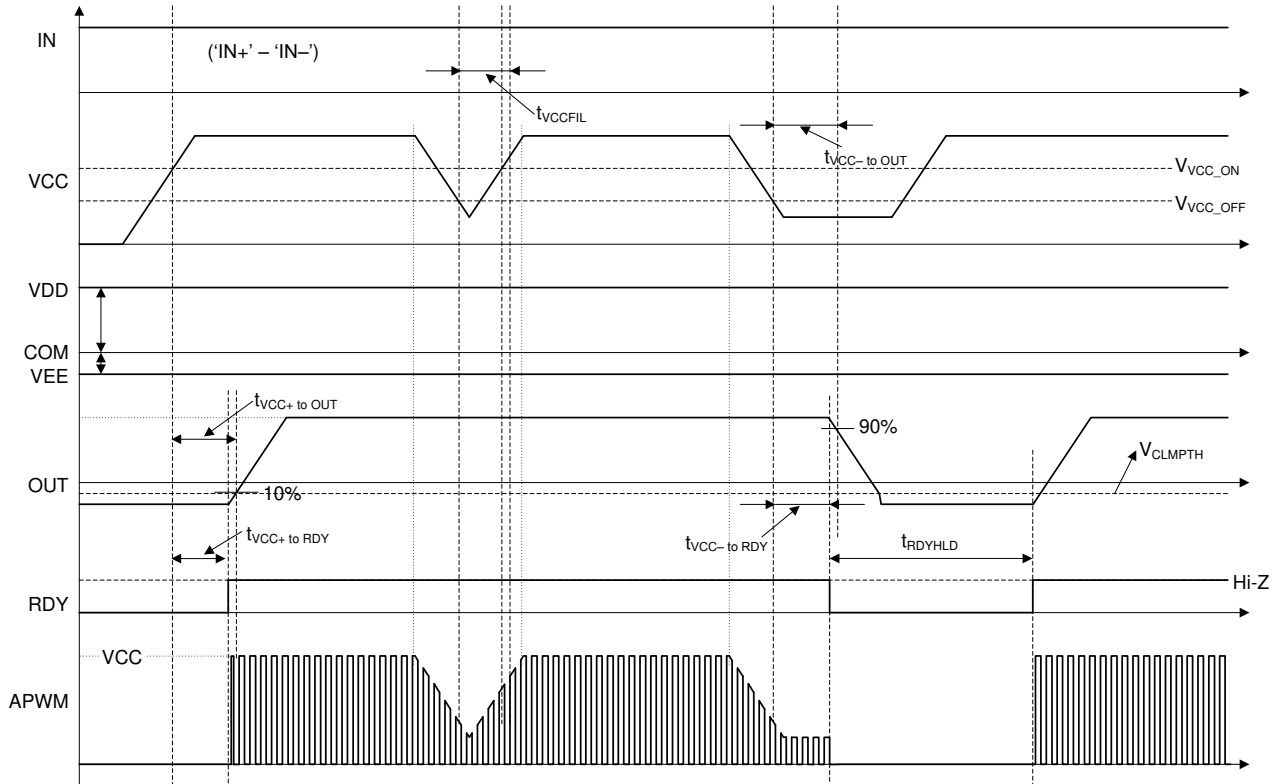 IN
('IN+' – 'IN–')
tVCCFIL
tVCC– to OUT
VCC
VVCC_ON
VVCC_OFF
VDD
COM
VEE
tVCC+ to OUT
90%
VCLMPTH
OUT
10%
tVCC+ to RDY
tVCC– to RDY
tRDYHLD
Hi-Z
RDY
VCC
APWM